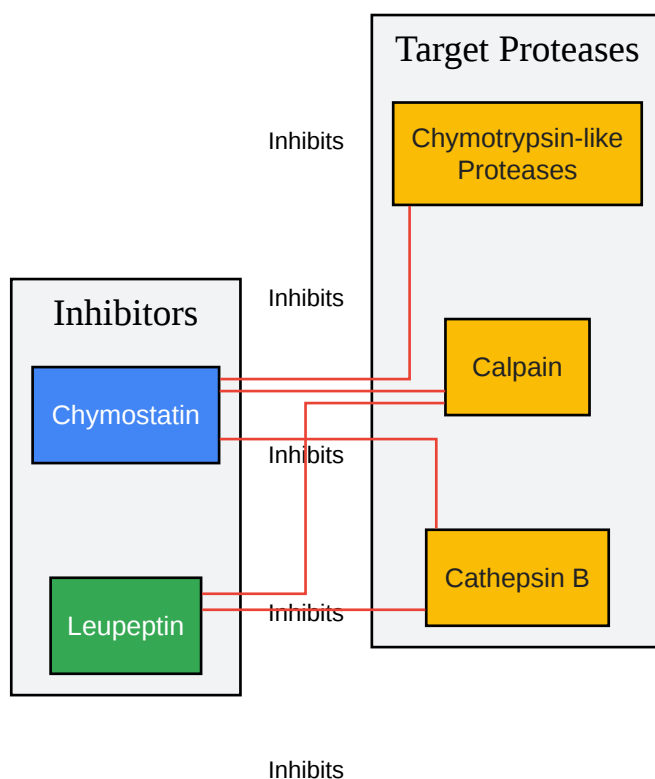 Target Proteases
Inhibits
Chymotrypsin-like
Proteases
Inhibits
Inhibitors
Calpain
Chymostatin
Inhibits
Cathepsin B
Inhibits
Leupeptin
Inhibits